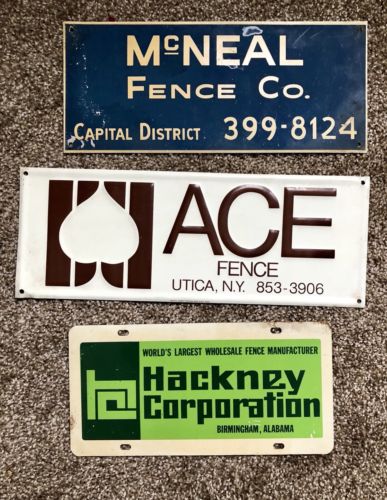 McNEAL
FENCE CO.
CAPITAL DISTRICT 399-8124
ACE
FENCE
UTICA, N.Y. 853-3906
WORLD'S LARGEST WHOLESALE FENCE MANUFACTURER
Hackney
Corporation
BIRMINGHAM, ALABAMA